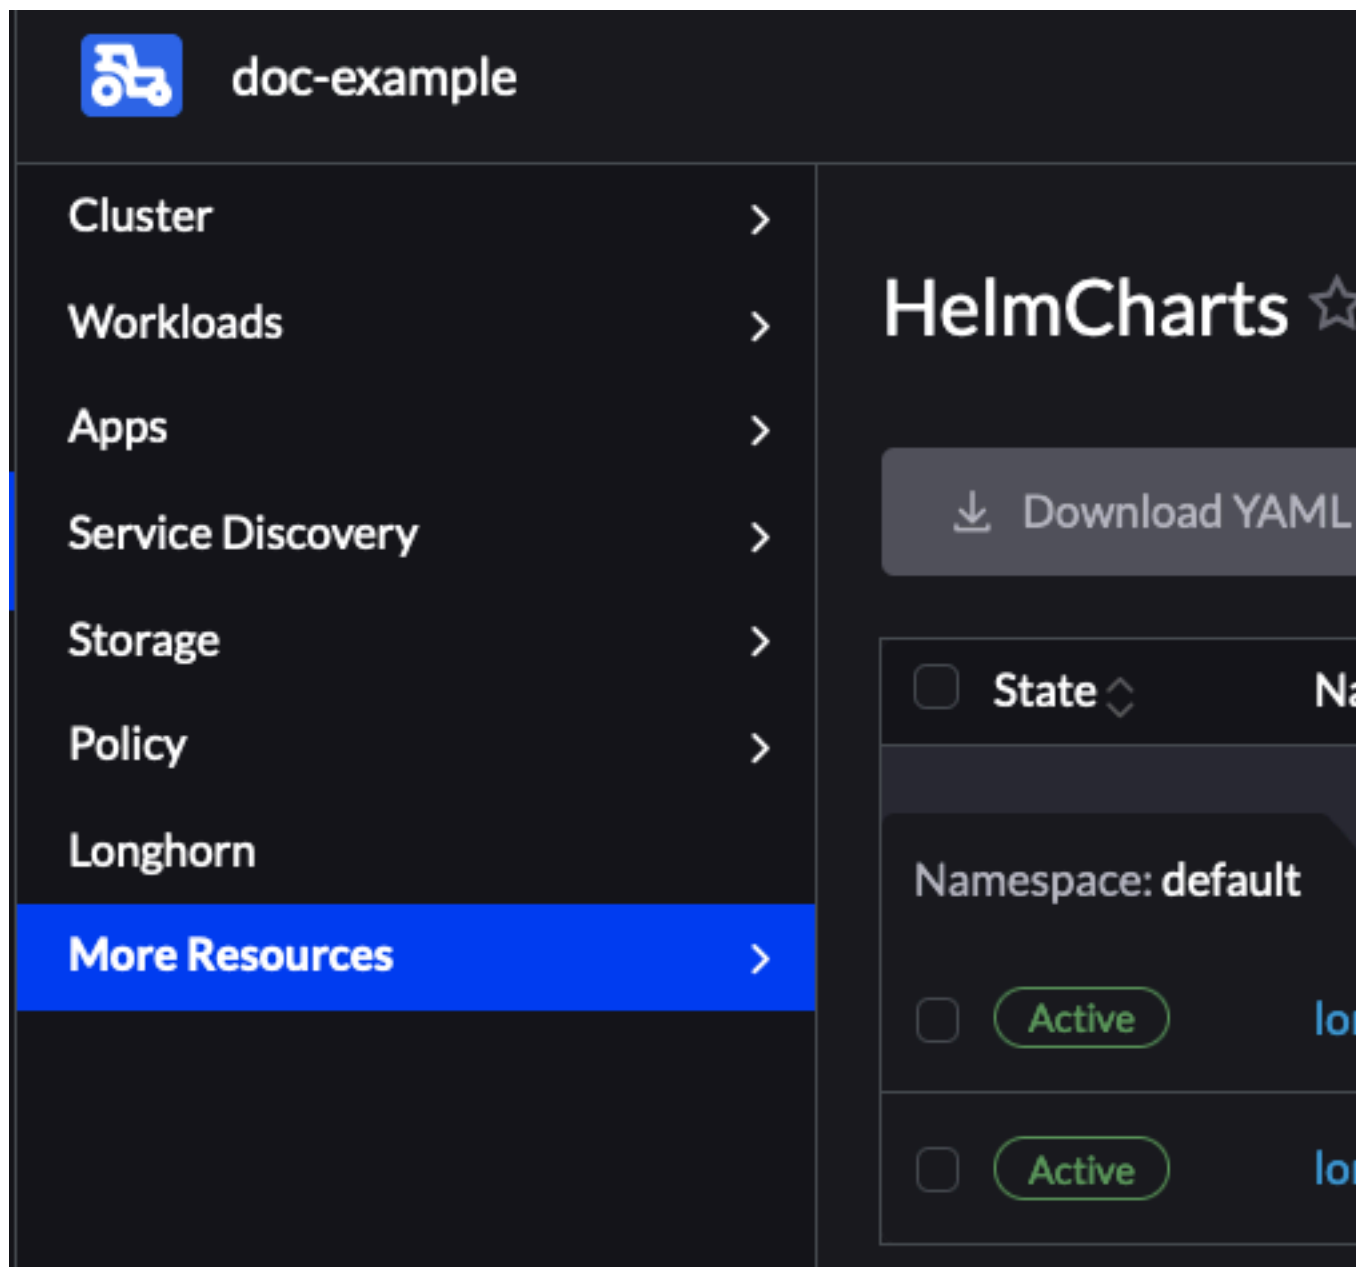 doc-example
Cluster
Workloads
Apps
Service Discovery
Storage
Policy
Longhorn
More Resources
HelmCharts
Download YAML
State
Namespace: default
Active
Active